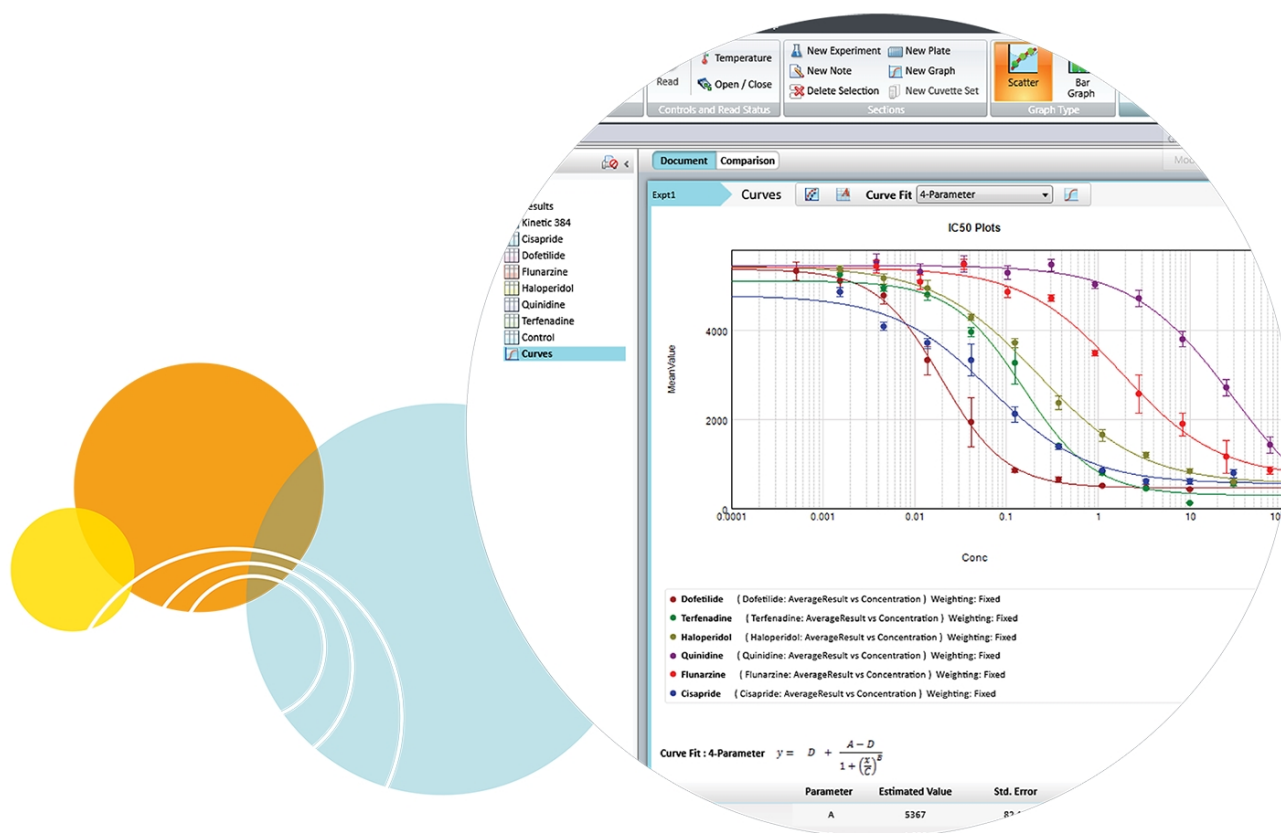 Temperature
New Experiment
New Plate
Read
Open / Close
New Note
New Graph
Scatter
Bar
Graph
Delete Selection
New Cuvette Set
Controls and Read Status
Sections
Graph Type
Document
Comparison
Expt1
Curves
Curve Fit
4-Parameter
Kinetic 384
Cisapride
Dofetilide
Flunarzine
Haloperidol
Quinidine
Terfenadine
Control
Curves
IC50 Plots
MeanValue
4000
2000
0
0.0001
0.001
0.01
0.1
1
10
Conc
Dofetilide ( Dofetilide: AverageResult vs Concentration ) Weighting: Fixed
Terfenadine ( Terfenadine: AverageResult vs Concentration ) Weighting: Fixed
Haloperidol ( Haloperidol: AverageResult vs Concentration ) Weighting: Fixed
Quinidine ( Quinidine: AverageResult vs Concentration ) Weighting: Fixed
Flunarzine ( Flunarzine: AverageResult vs Concentration ) Weighting: Fixed
Cisapride ( Cisapride: AverageResult vs Concentration ) Weighting: Fixed
Curve Fit : 4-Parameter y = D + (A − D) / (1 + (x/C)^B)
Parameter Estimated Value Std. Error
A 5367